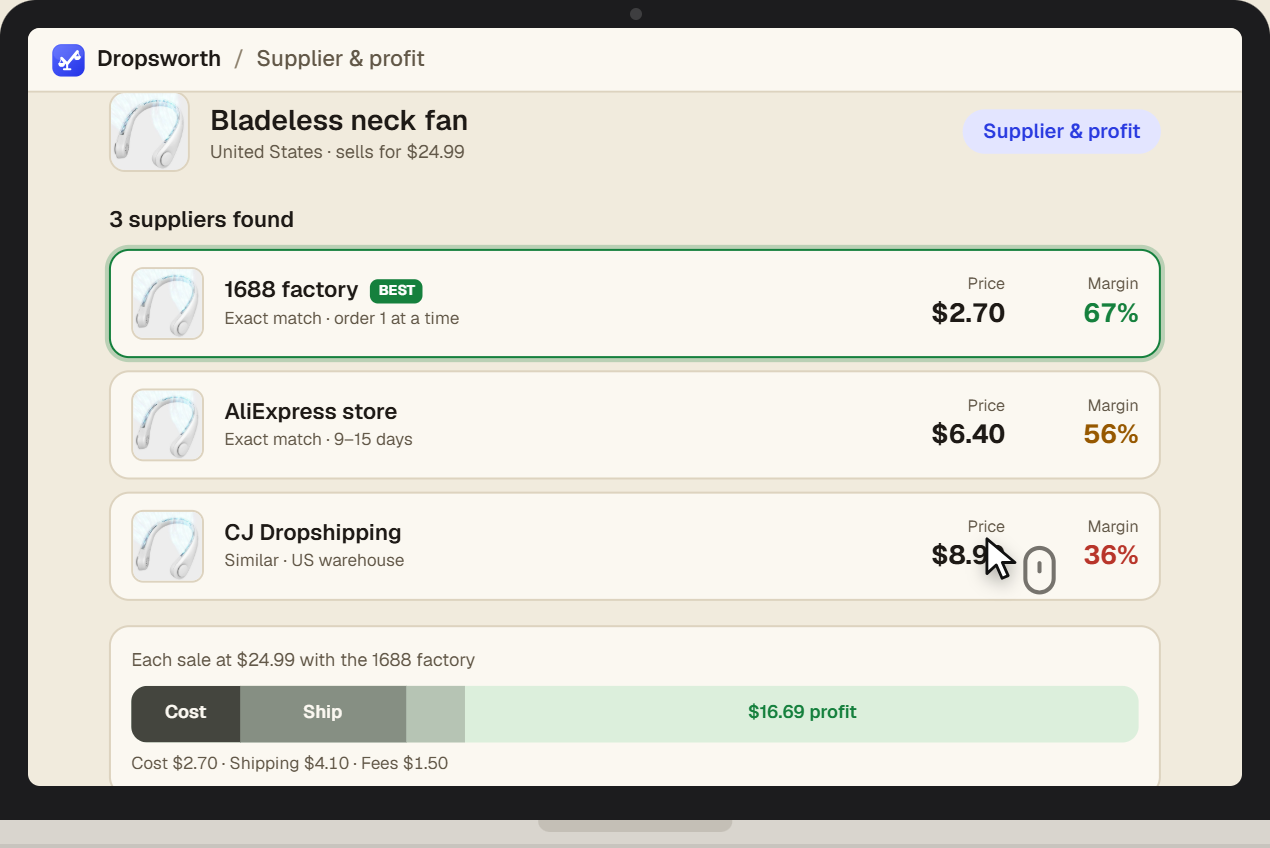 Dropsworth / Supplier & profit
Bladeless neck fan
United States · sells for $24.99
Supplier & profit
3 suppliers found
1688 factory BEST
Exact match · order 1 at a time
Price
$2.70
Margin
67%
AliExpress store
Exact match · 9–15 days
Price
$6.40
Margin
56%
CJ Dropshipping
Similar · US warehouse
Price
Margin
36%
Each sale at $24.99 with the 1688 factory
Cost
Ship
$16.69 profit
Cost $2.70 · Shipping $4.10 · Fees $1.50